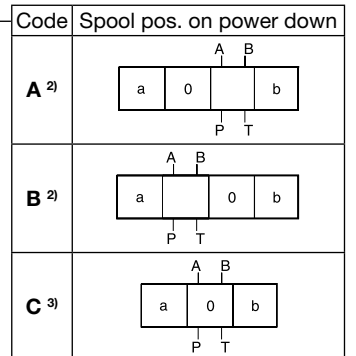 Code Spool pos. on power down
A 2)
A B
a 0 b
P T
B 2)
A B
a 0 b
P T
C 3)
A B
a 0 b
P T